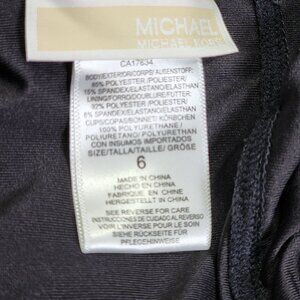 MICHAEL
MICHAEL KORS
CA17634
BODY/EXTERIOR/CORPS/AUSENSTOFF:
85% POLYESTER/POLIESTER/
15% SPANDEX/ELASTANO/ELASTHAN
LINING/FORRO/DOUBLURE/FUTTER:
92% POLYESTER/POLIESTER/
8% SPANDEX/ELASTANO/ELASTHAN
CUPS/COPAS/BONNET KÖRBCHEN
100% POLYURETHANE/
POLIURETANO/POLYURETHAN
CON INSUMOS IMPORTADOS
SIZE/TALLA/TAILLE/ GRÖSE
6
MADE IN CHINA
HECHO EN CHINA
FABRIQUE EN CHINE
HERGESTELLT IN CHINA
SEE REVERSE FOR CARE
INSTRUCCIONES DE CUIDADO AL REVERSO
VOIR L'INVERSE POUR LE SOIN
SIEHE RÜCKSEITE FÜR
PFLEGEHINWEISE